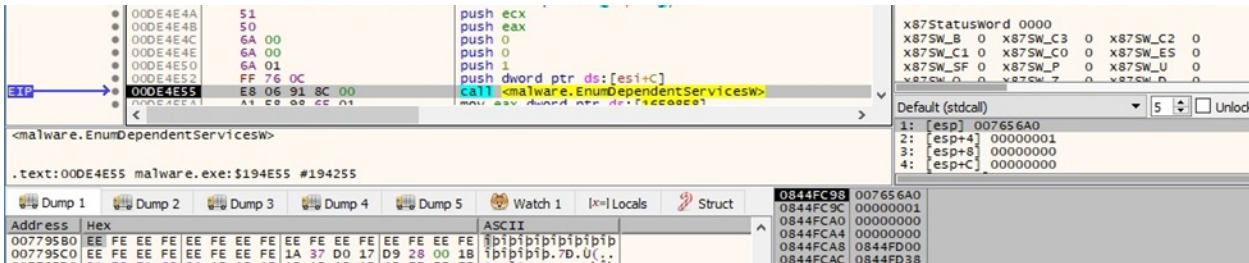 00DE4E4A 51 push ecx
00DE4E4B 50 push eax
00DE4E4C 6A 00 push 0
00DE4E4E 6A 00 push 0
00DE4E50 6A 01 push 1
00DE4E52 FF 76 0C push dword ptr ds:[esi+C]
EIP 00DE4E55 E8 06 91 8C 00 call <malware.EnumDependentServicesW>
<malware.EnumDependentServicesW>
.text:00DE4E55 malware.exe:$194E55 #194255
x87StatusWord 0000
x87SW_B 0 x87SW_C3 0 x87SW_C2 0
x87SW_C1 0 x87SW_C0 0 x87SW_ES 0
x87SW_SF 0 x87SW_P 0 x87SW_U 0
Default (stdcall) 5 Unlock
1: [esp] 007656A0
2: [esp+4] 00000001
3: [esp+8] 00000000
4: [esp+C] 00000000
Dump 1 Dump 2 Dump 3 Dump 4 Dump 5 Watch 1 [x=] Locals Struct
Address Hex ASCII
007795B0 EE FE EE FE EE FE EE FE EE FE EE FE EE FE EE FE îþîþîþîþîþîþîþîþ
007795C0 EE FE EE FE EE FE EE FE 1A 37 D0 17 D9 28 00 1B îþîþîþîþ.7Ð.Ù(..
0844FC98 007656A0
0844FC9C 00000001
0844FCA0 00000000
0844FCA4 00000000
0844FCA8 0844FD00
0844FCAC 0844FD38